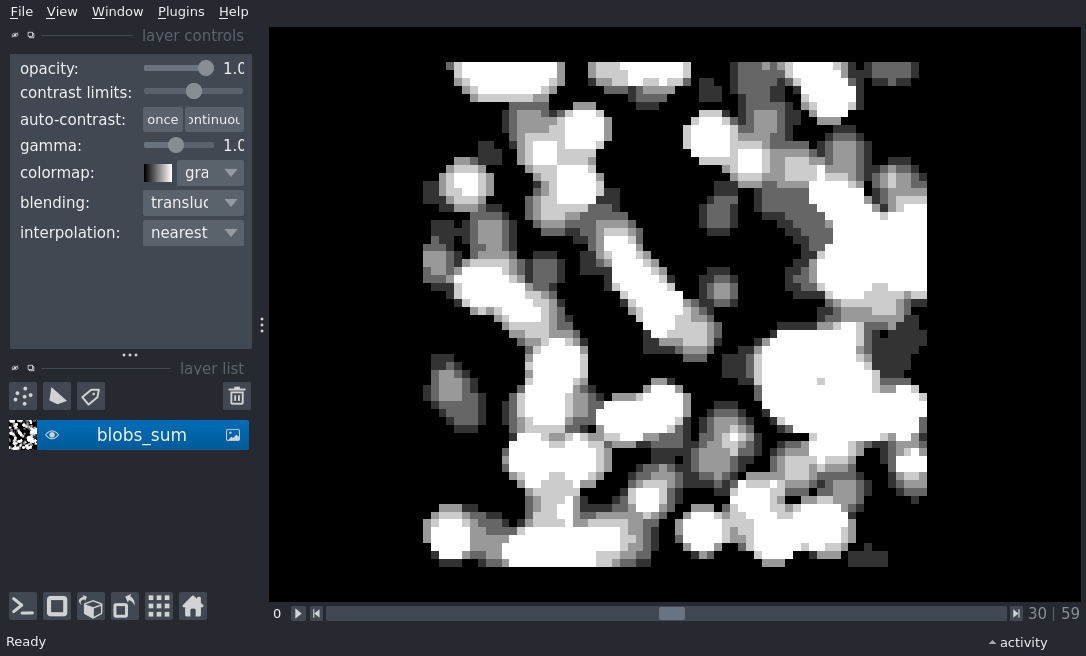 File View Window Plugins Help
layer controls
opacity: 1.0
contrast limits:
auto-contrast: once ontinuou
gamma: 1.0
colormap: gra
blending: transluc
interpolation: nearest
layer list
blobs_sum
0 30 | 59
Ready activity